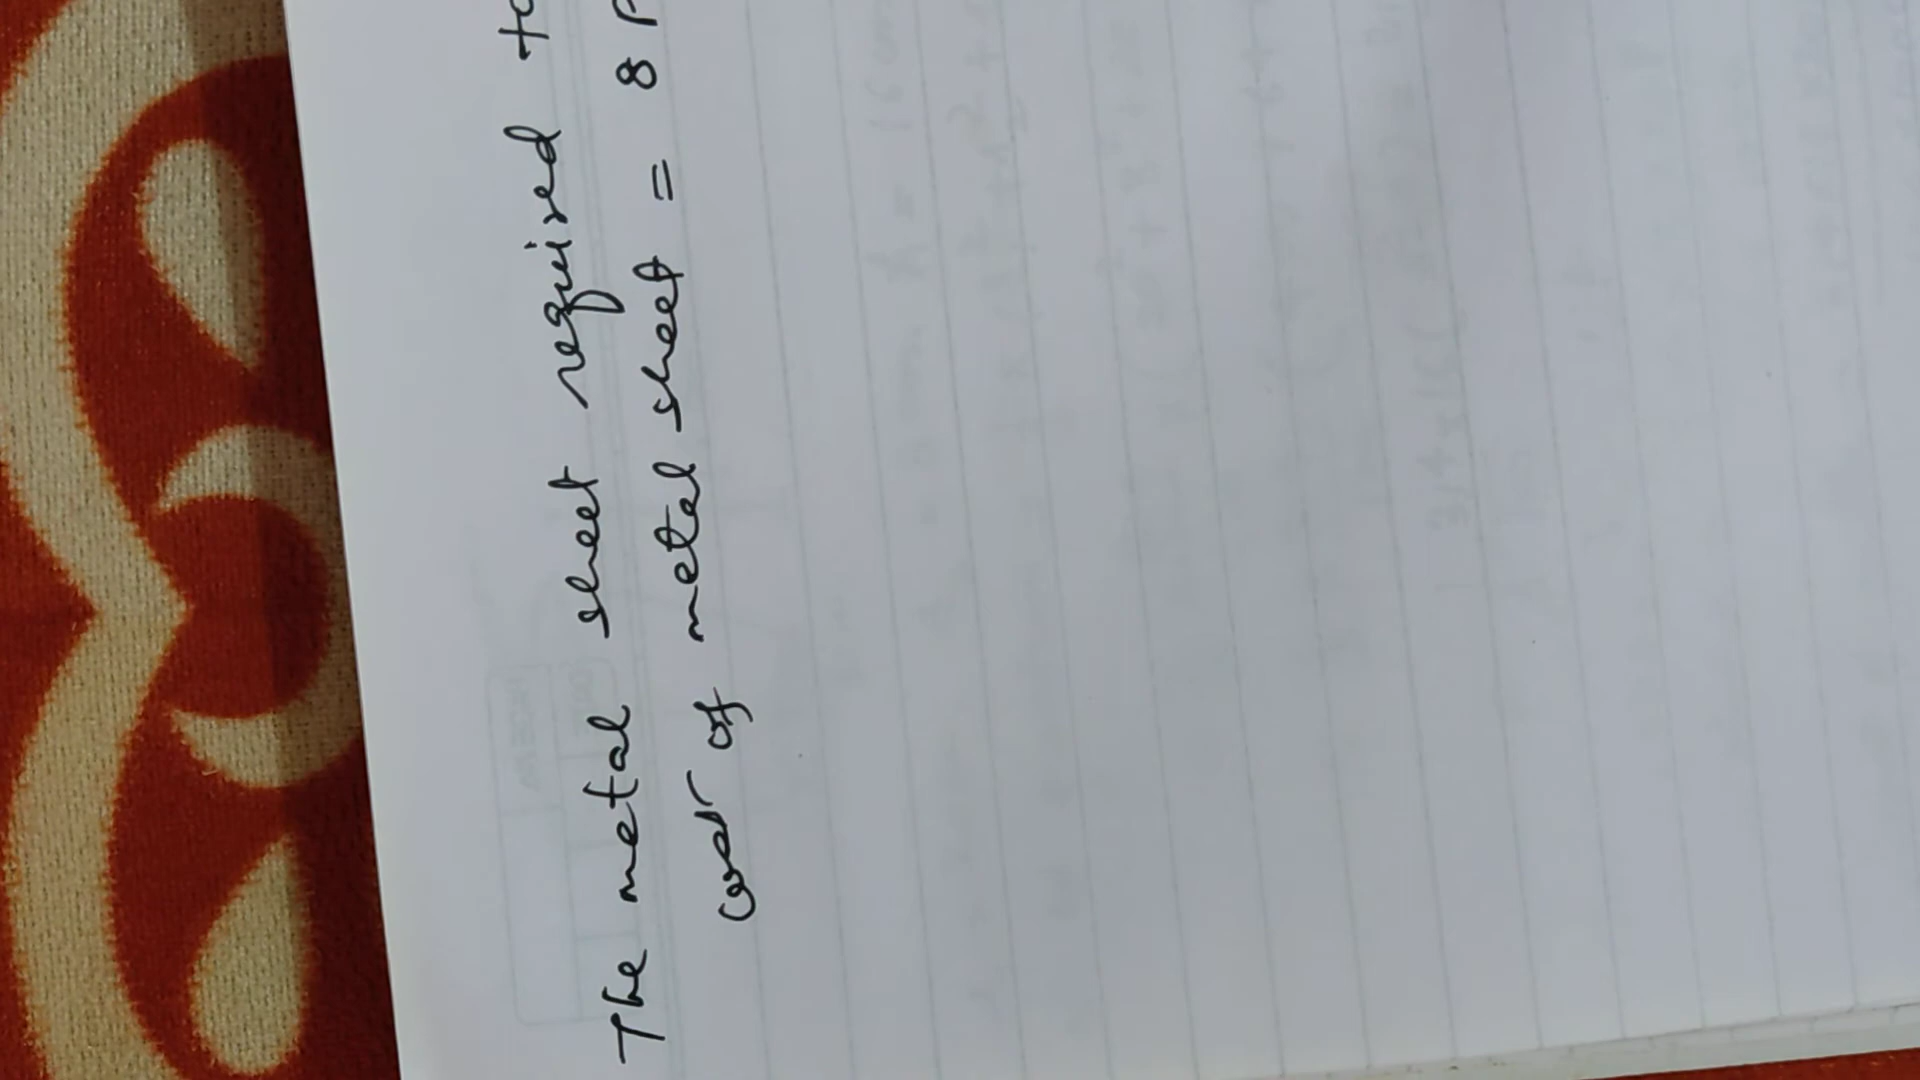 The metal sheet required to
cost of metal sheet = 8